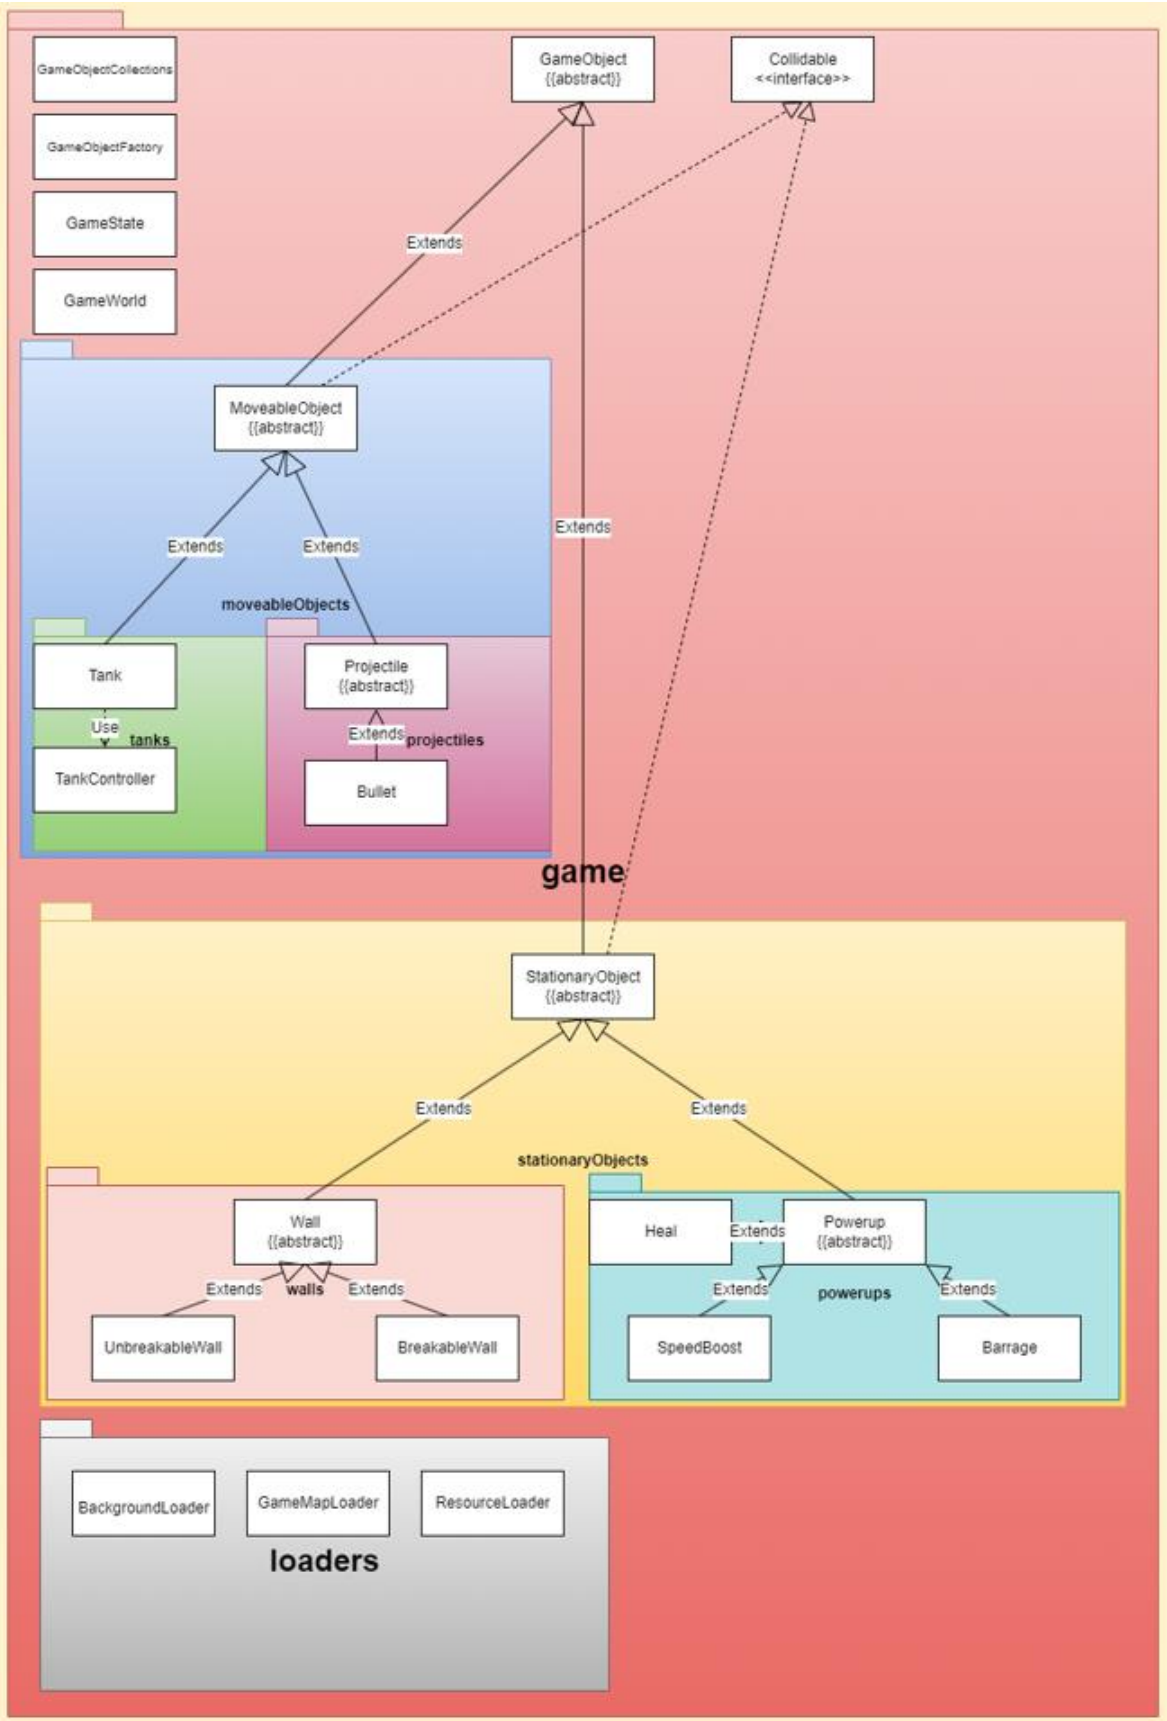 GameObjectCollections
GameObject
{{abstract}}
Collidable
<<interface>>
GameObjectFactory
GameState
Extends
GameWorld
MoveableObject
{{abstract}}
Extends
Extends
Extends
moveableObjects
Tank
Projectile
{{abstract}}
Use
tanks
Extends
projectiles
TankController
Bullet
game
StationaryObject
{{abstract}}
Extends
Extends
stationaryObjects
Wall
{{abstract}}
Heal
Extends
Powerup
{{abstract}}
Extends
walls
Extends
Extends
powerups
Extends
UnbreakableWall
BreakableWall
SpeedBoost
Barrage
BackgroundLoader
GameMapLoader
ResourceLoader
loaders